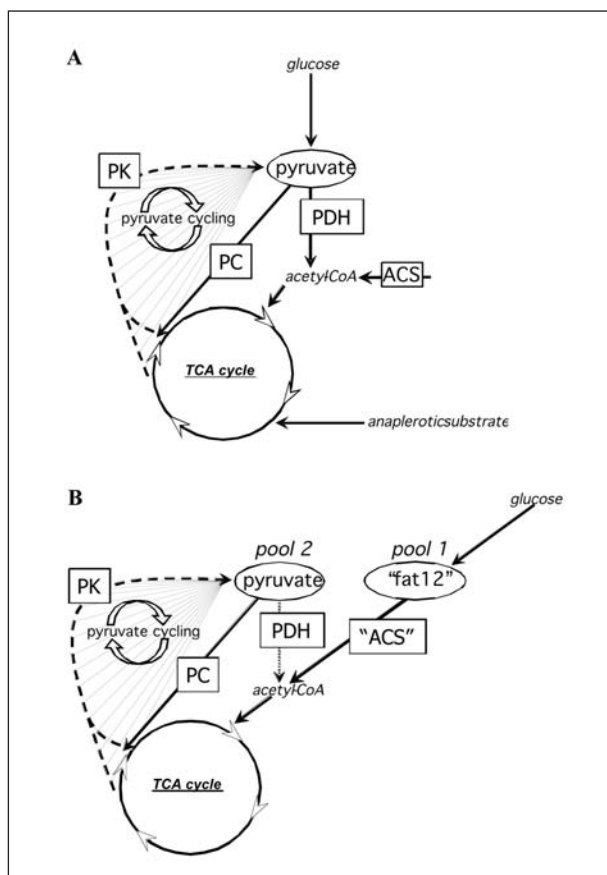 A
glucose
PK
pyruvate
pyruvate cycling
PDH
PC
acetyl-CoA
ACS
TCA cycle
anapleroticsubstrate
B
glucose
pool 2
pool 1
PK
pyruvate
"fat12"
pyruvate cycling
PDH
"ACS"
PC
acetyl-CoA
TCA cycle